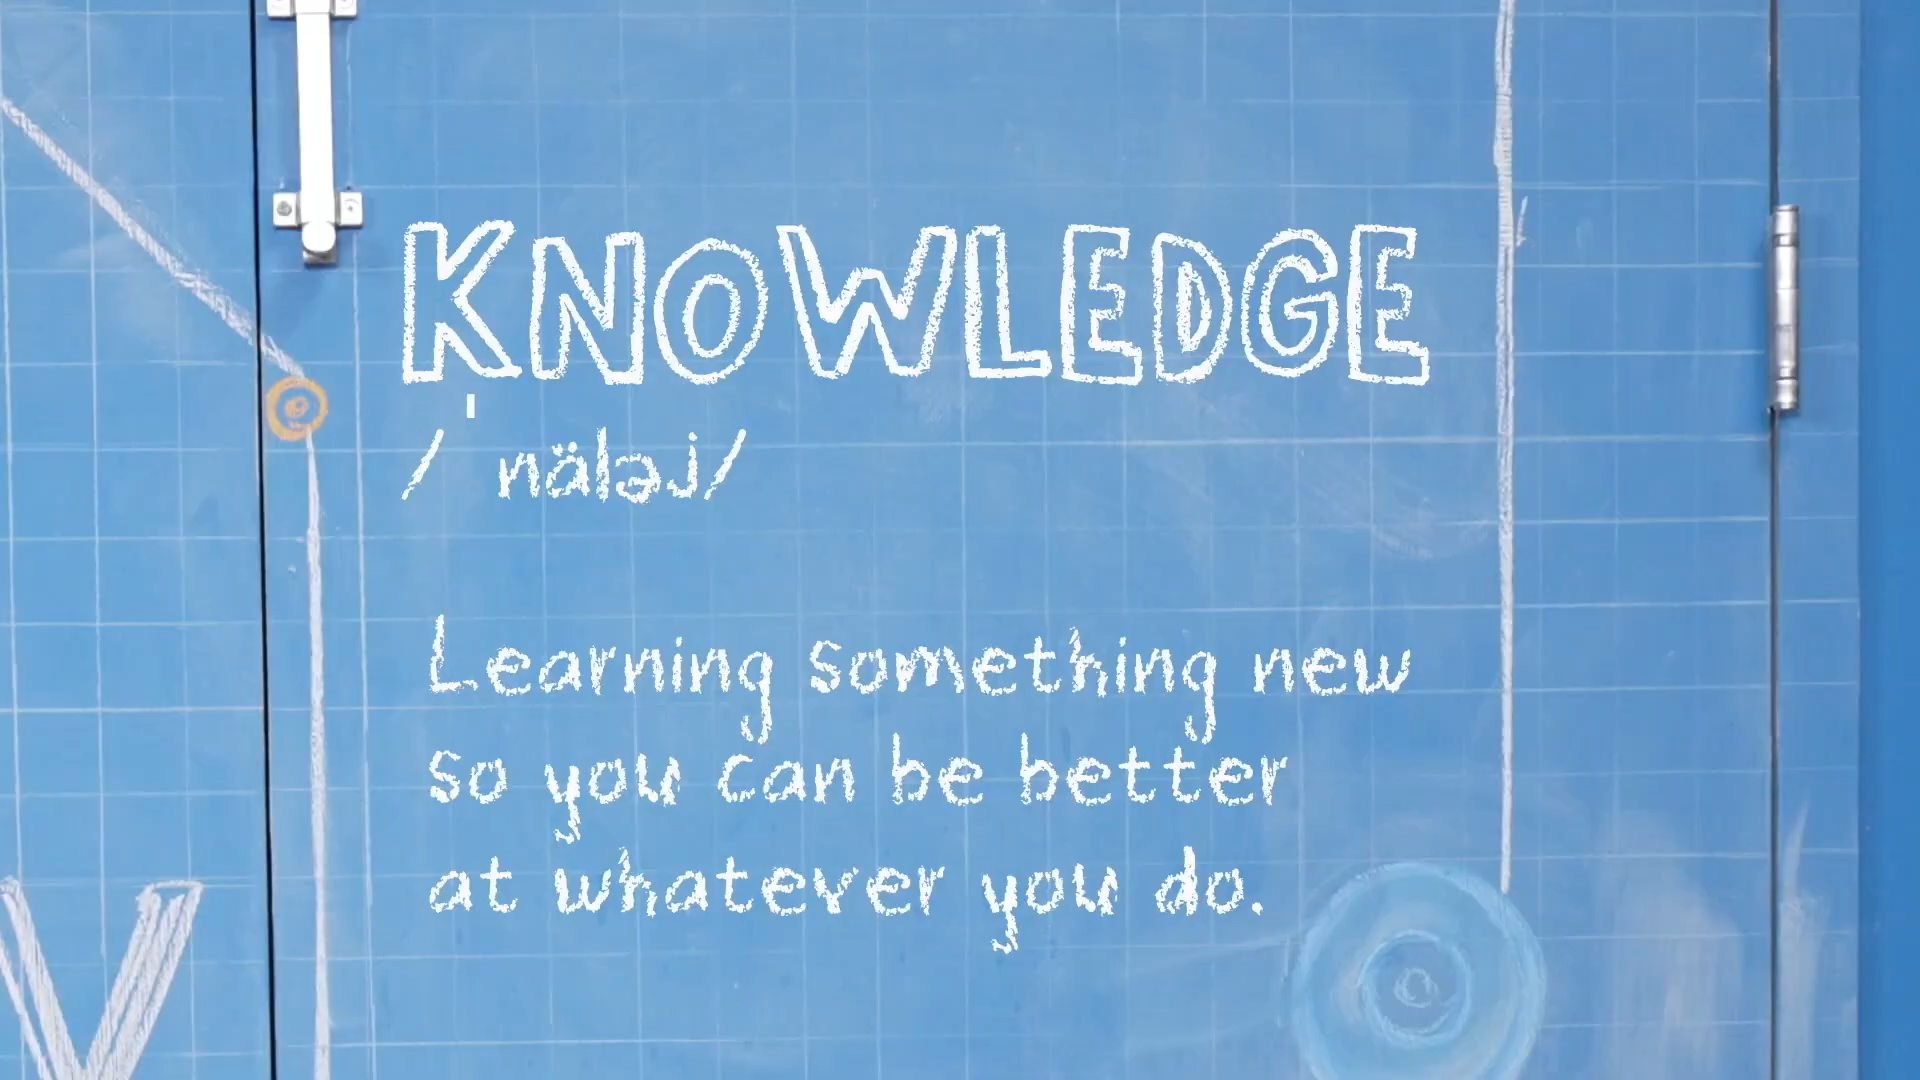 KNOWLEDGE
/ˈnäləj/
Learning something new
so you can be better
at whatever you do.